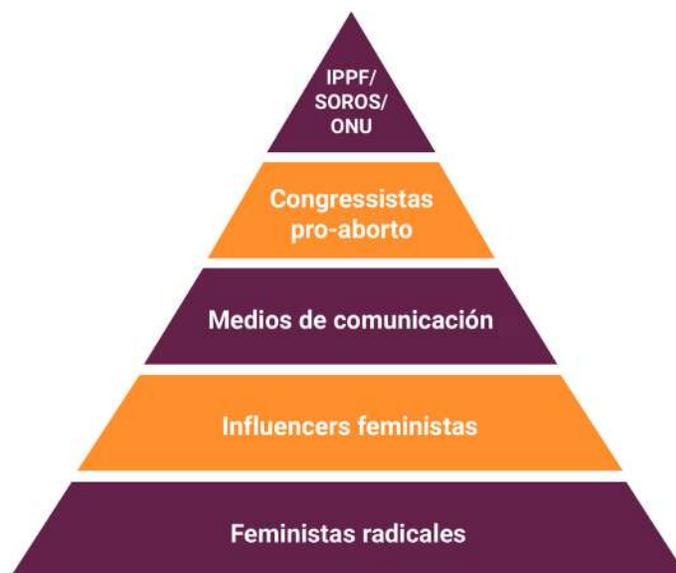 IPPF/
SOROS/
ONU
Congressistas
pro-aborto
Medios de comunicación
Influencers feministas
Feministas radicales